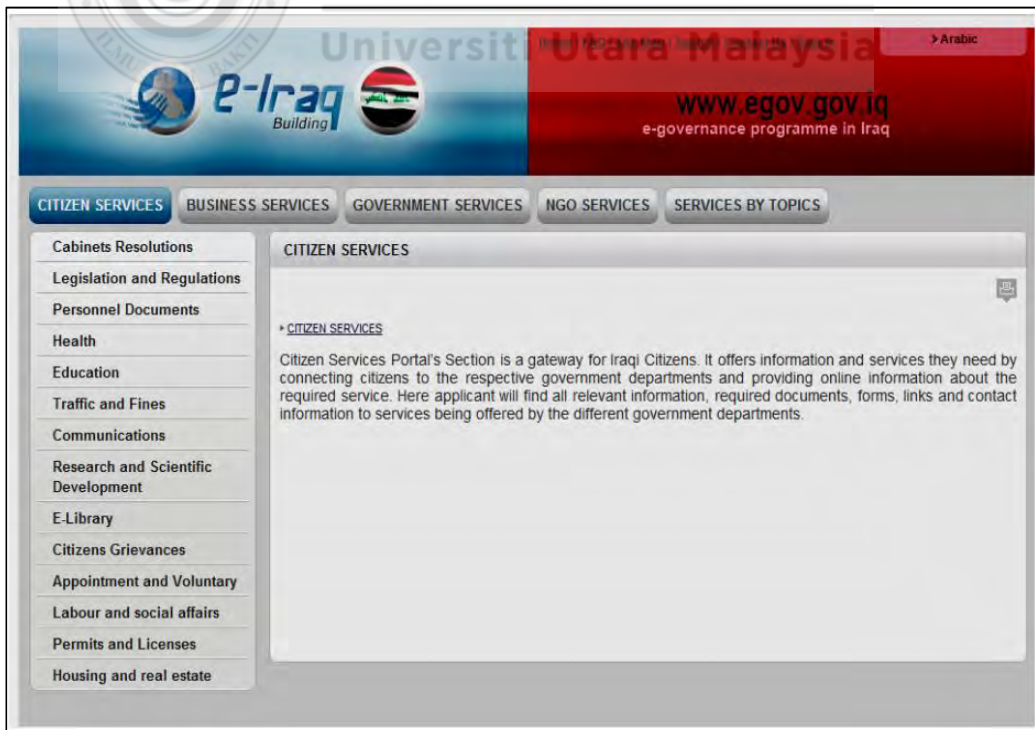 Universiti Utara Malaysia
> Arabic
e-Iraq
Building
www.egov.gov.iq
e-governance programme in Iraq
CITIZEN SERVICES BUSINESS SERVICES GOVERNMENT SERVICES NGO SERVICES SERVICES BY TOPICS
Cabinets Resolutions
Legislation and Regulations
Personnel Documents
Health
Education
Traffic and Fines
Communications
Research and Scientific
Development
E-Library
Citizens Grievances
Appointment and Voluntary
Labour and social affairs
Permits and Licenses
Housing and real estate
CITIZEN SERVICES
CITIZEN SERVICES
Citizen Services Portal's Section is a gateway for Iraqi Citizens. It offers information and services they need by
connecting citizens to the respective government departments and providing online information about the
required service. Here applicant will find all relevant information, required documents, forms, links and contact
information to services being offered by the different government departments.